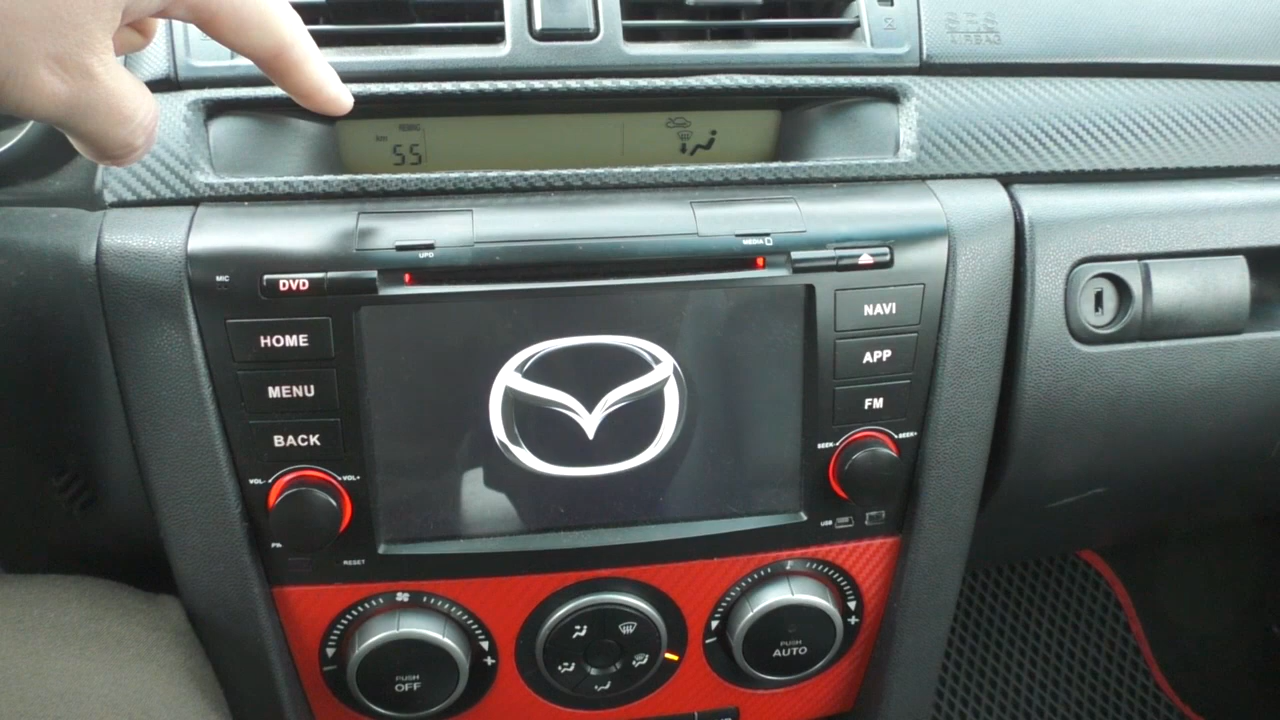 SRS
AIRBAG
km
55
UPD
MEDIA
MIC
DVD
HOME
MENU
BACK
NAVI
APP
FM
VOL-
VOL+
SEEK-
SEEK+
USB
RESET
PUSH
OFF
PUSH
AUTO